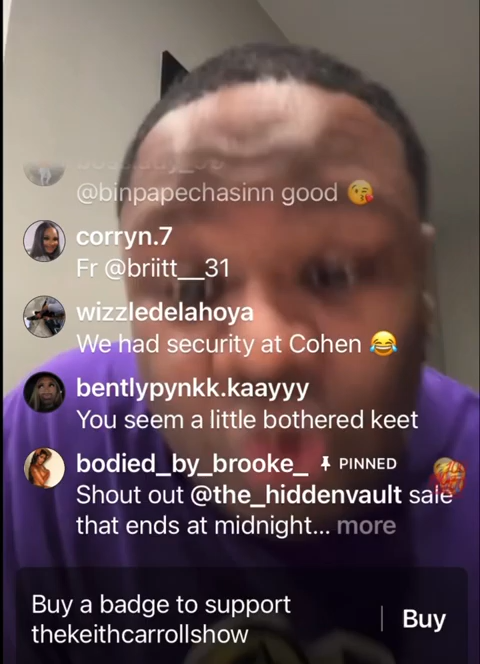 @binpapechasinn good 😘
corryn.7
Fr @briitt__31
wizzledelahoya
We had security at Cohen 😂
bentlypynkk.kaayyy
You seem a little bothered keet
bodied_by_brooke_ PINNED
Shout out @the_hiddenvault sale
that ends at midnight... more
Buy a badge to support
thekeithcarrollshow
Buy